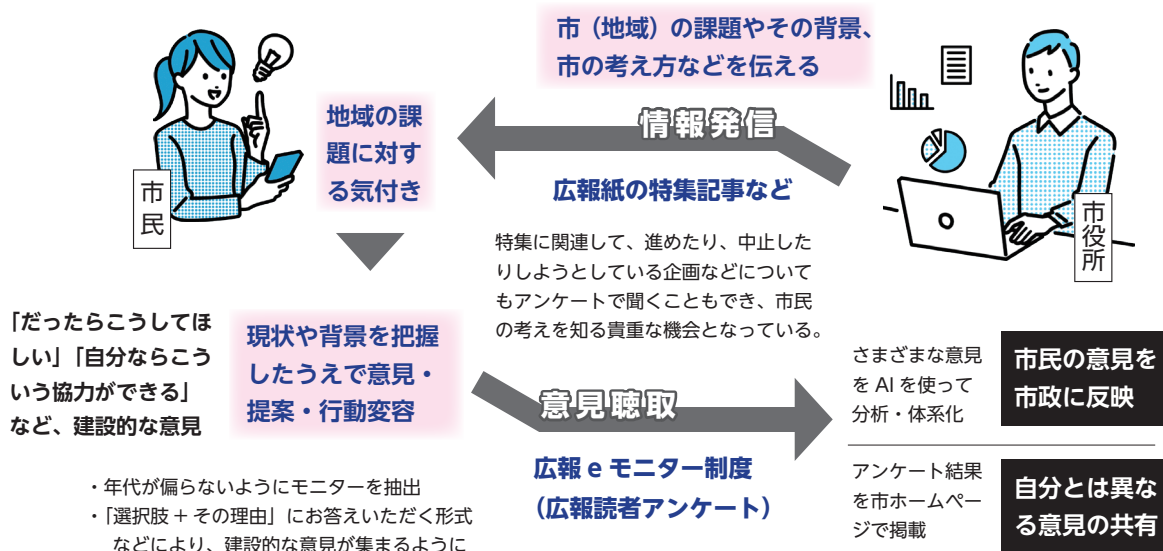 市（地域）の課題やその背景、
市の考え方などを伝える
情報発信
広報紙の特集記事など
地域の課
題に対す
る気付き
市民
市役所
特集に関連して、進めたり、中止した
りしようとしている企画などについて
もアンケートで聞くこともでき、市民
の考えを知る貴重な機会となっている。
「だったらこうしてほ
しい」「自分ならこう
いう協力ができる」
など、建設的な意見
現状や背景を把握
したうえで意見・
提案・行動変容
意見聴取
広報 e モニター制度
（広報読者アンケート）
・年代が偏らないようにモニターを抽出
・「選択肢 + その理由」にお答えいただく形式
などにより、建設的な意見が集まるように
さまざまな意見
を AI を使って
分析・体系化
市民の意見を
市政に反映
アンケート結果
を市ホームペー
ジで掲載
自分とは異な
る意見の共有